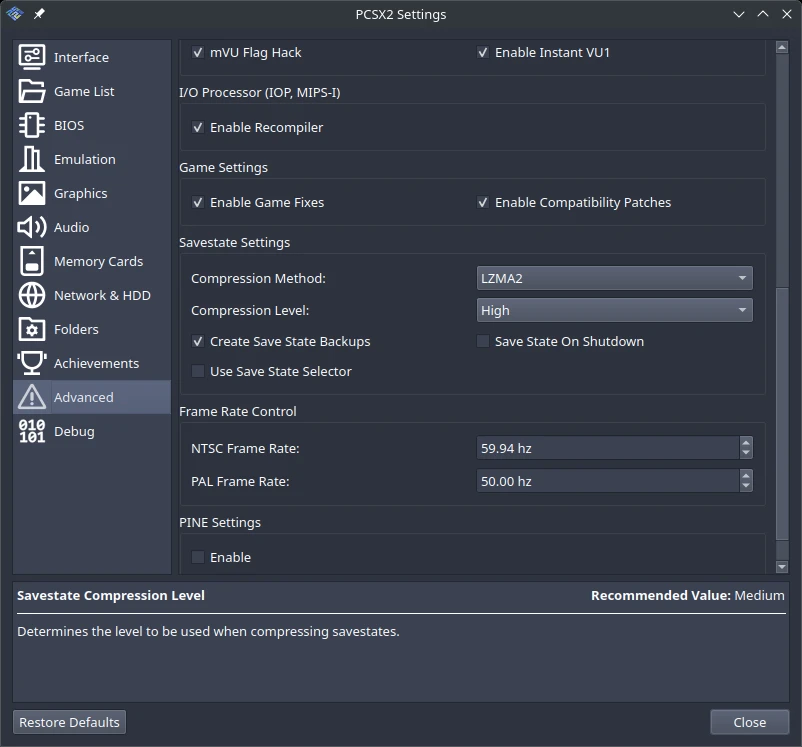 PCSX2 Settings
Interface
Game List
BIOS
Emulation
Graphics
Audio
Memory Cards
Network & HDD
Folders
Achievements
Advanced
010
101
Debug
mVU Flag Hack
Enable Instant VU1
I/O Processor (IOP, MIPS-I)
Enable Recompiler
Game Settings
Enable Game Fixes
Enable Compatibility Patches
Savestate Settings
Compression Method:
LZMA2
Compression Level:
High
Create Save State Backups
Save State On Shutdown
Use Save State Selector
Frame Rate Control
NTSC Frame Rate:
59.94 hz
PAL Frame Rate:
50.00 hz
PINE Settings
Enable
Savestate Compression Level
Recommended Value: Medium
Determines the level to be used when compressing savestates.
Restore Defaults
Close